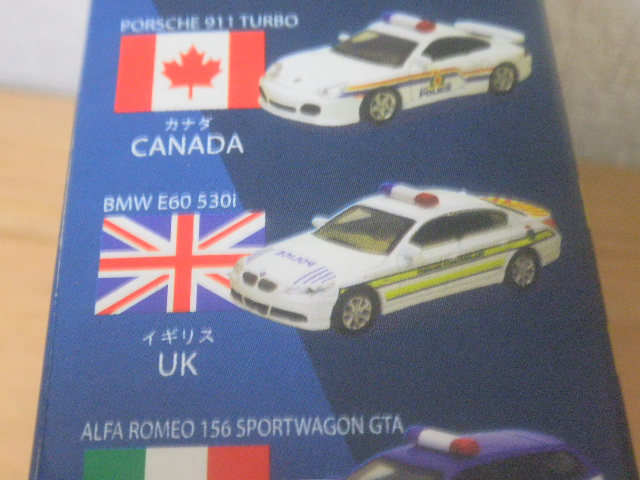 PORSCHE 911 TURBO
POLICE
カナダ
CANADA
BMW E60 530i
POLICE
イギリス
UK
ALFA ROMEO 156 SPORTWAGON GTA